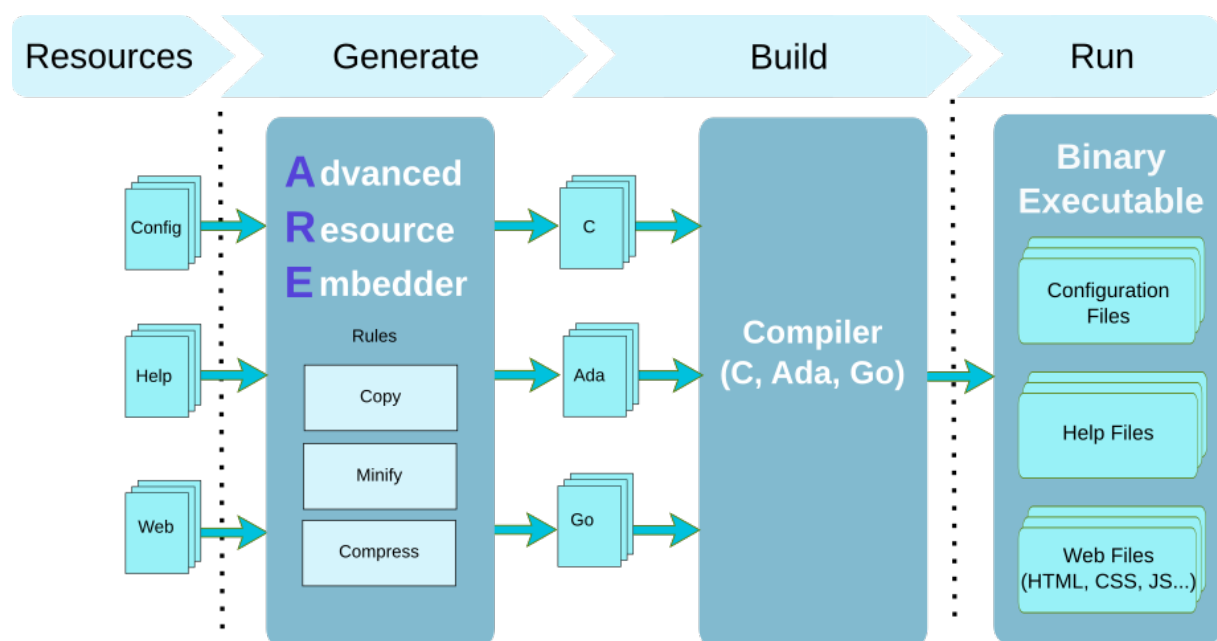 Resources
Generate
Build
Run
Config
Help
Web
Advanced
Resource
Embedder
Rules
Copy
Minify
Compress
C
Ada
Go
Compiler
(C, Ada, Go)
Binary
Executable
Configuration
Files
Help Files
Web Files
(HTML, CSS, JS...)